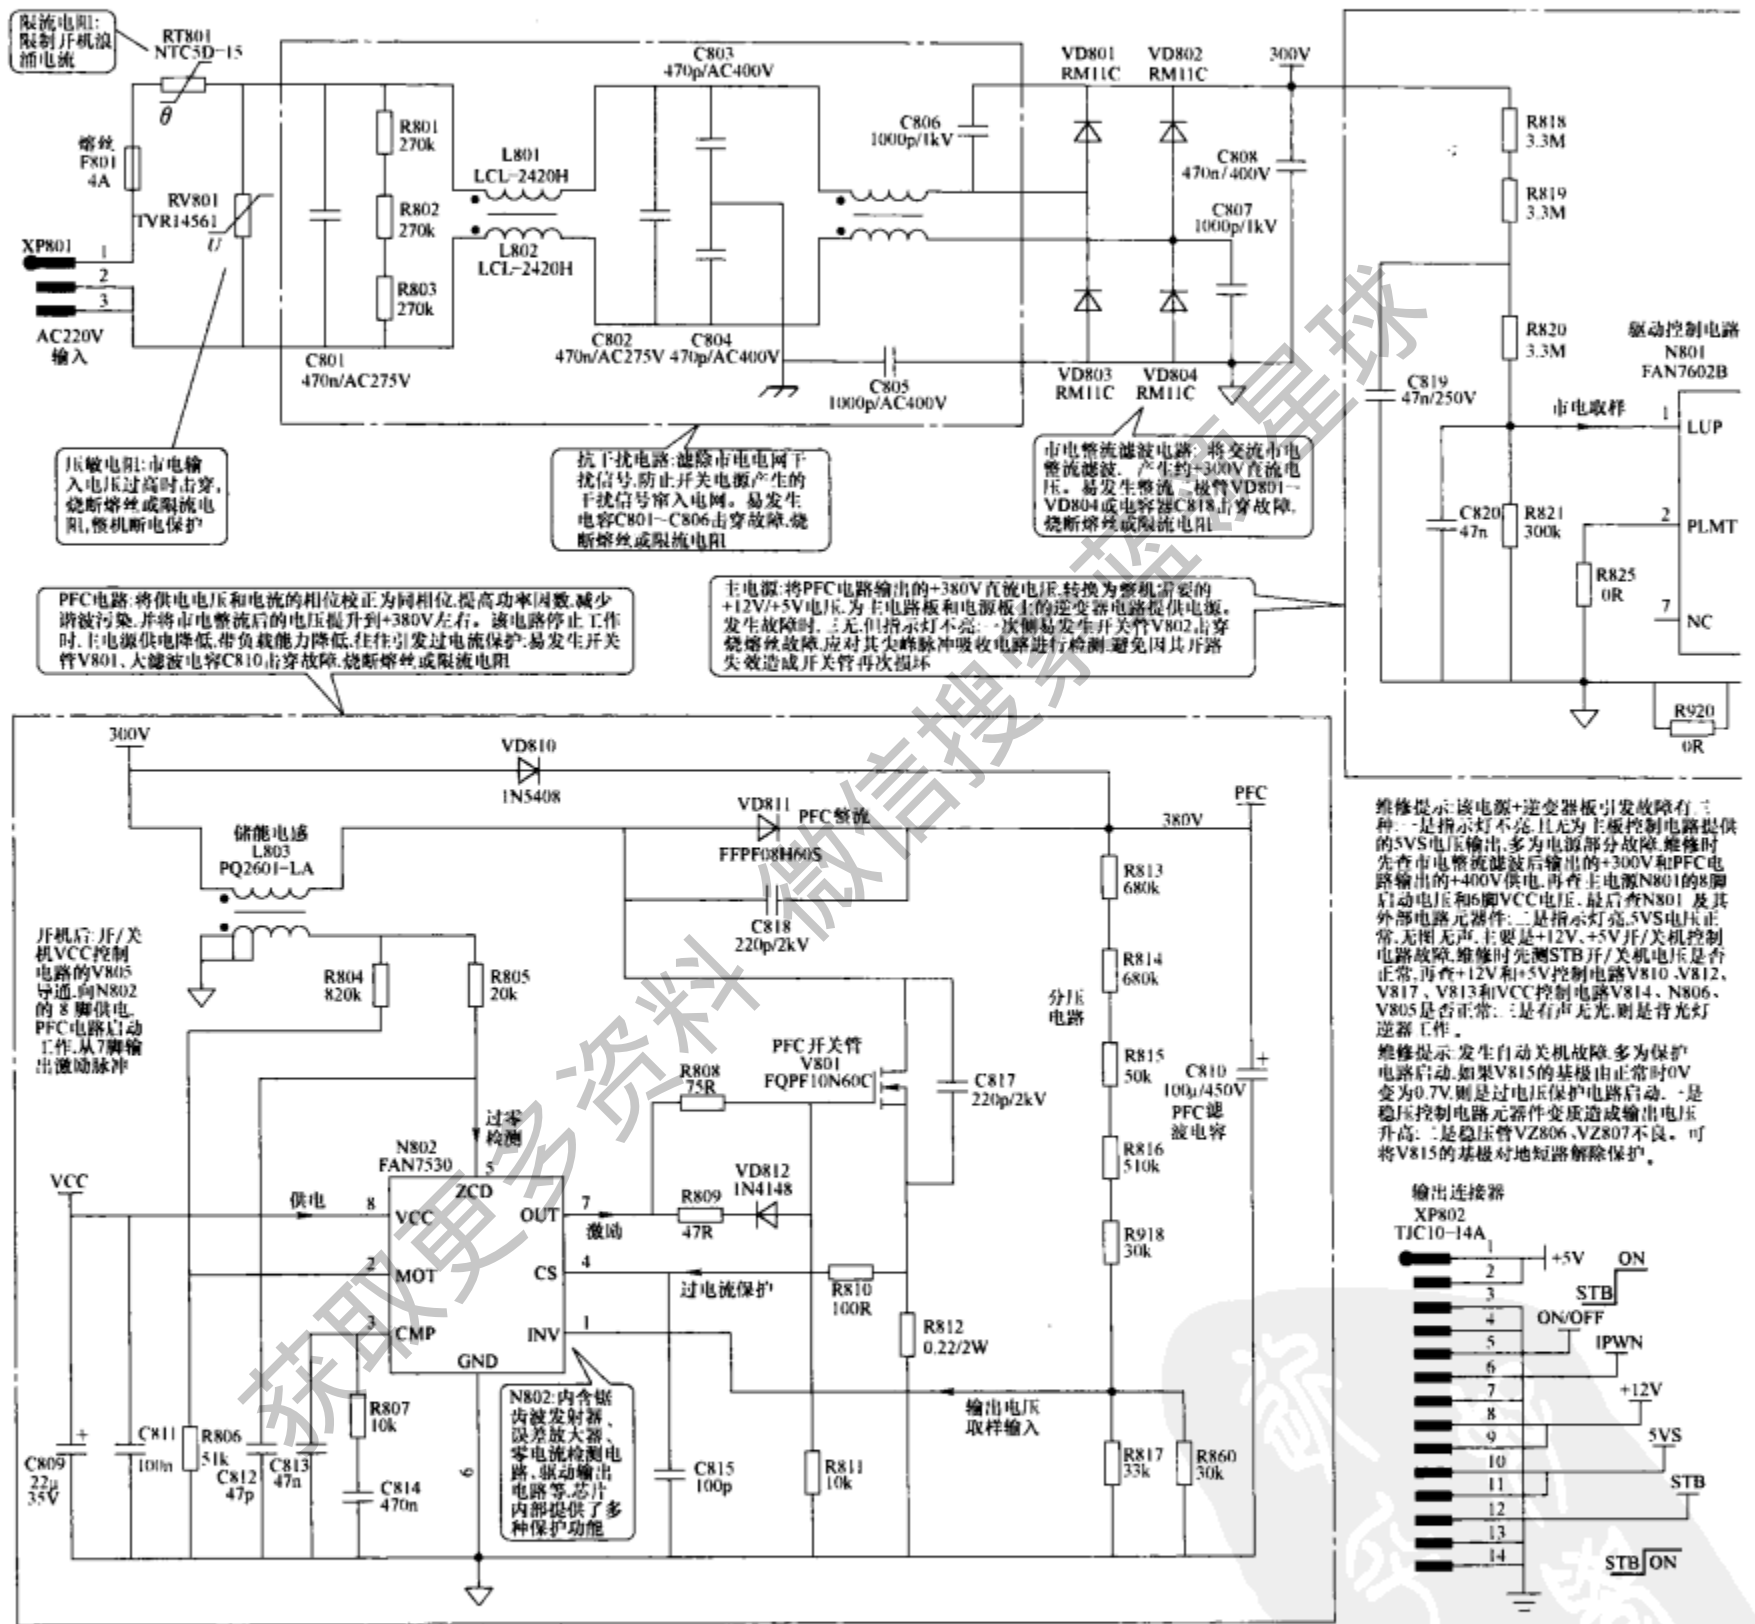 限流电阻:
限制开机浪
涌电流
RT801
NTC5D-15
θ
熔丝
F801
4A
RV801
TVR14561
U
XP801
1
2
3
AC220V
输入
C801
470n/AC275V
R801
270k
R802
270k
R803
270k
L801
LCL-2420H
L802
LCL-2420H
C803
470p/AC400V
C802
470n/AC275V
C804
470p/AC400V
C805
1000p/AC400V
C806
1000p/1kV
VD801
RM11C
VD802
RM11C
300V
C808
470n/400V
C807
1000p/1kV
VD803
RM11C
VD804
RM11C
R818
3.3M
R819
3.3M
R820
3.3M
C819
47n/250V
驱动控制电路
N801
FAN7602B
市电取样
1
LUP
2
PLMT
7
NC
C820
47n
R821
300k
R825
0R
R920
0R
压敏电阻:市电输
入电压过高时击穿,
烧断熔丝或限流电
阻,整机断电保护
抗干扰电路:滤除市电电网干
扰信号,防止开关电源产生的
干扰信号窜入电网。易发生
电容C801~C806击穿故障,烧
断熔丝或限流电阻
市电整流滤波电路:将交流市电
整流滤波,产生约+300V直流电
压。易发生整流二极管VD801~
VD804或电容器C818击穿故障,
烧断熔丝或限流电阻
PFC电路:将供电电压和电流的相位校正为同相位,提高功率因数,减少
谐波污染,并将市电整流后的电压提升到+380V左右。该电路停止工作
时,主电源供电降低,带负载能力降低,往往引发过电流保护;易发生开关
管V801、大滤波电容C810击穿故障,烧断熔丝或限流电阻
主电源:将PFC电路输出的+380V直流电压,转换为整机需要的
+12V/+5V电压,为主电路板和电源板上的逆变器电路提供电源。
发生故障时,三无,但指示灯不亮;一次侧易发生开关管V802击穿
烧熔丝故障,应对其尖峰脉冲吸收电路进行检测,避免因其开路
失效造成开关管再次损坏
300V
VD810
1N5408
储能电感
L803
PQ2601-LA
VD811
PFC整流
FFPF08H60S
C818
220p/2kV
380V
PFC
开机后,开/关
机VCC控制
电路的V805
导通,向N802
的8脚供电,
PFC电路启动
工作,从7脚输
出激励脉冲
R804
820k
R805
20k
过零
检测
N802
FAN7530
5
ZCD
VCC
供电
8
VCC
2
MOT
3
CMP
GND
6
OUT
7
激励
CS
4
过电流保护
INV
1
R808
75R
PFC开关管
V801
FQPF10N60C
C817
220p/2kV
R809
47R
VD812
1N4148
R810
100R
R812
0.22/2W
R813
680k
R814
680k
分压
电路
R815
50k
R816
510k
R918
30k
C810
100μ/450V
PFC滤
波电容
输出电压
取样输入
R817
33k
R860
30k
C809
22μ
35V
C811
100n
R806
51k
C812
47p
C813
47n
R807
10k
C814
470n
N802:内含锯
齿波发射器、
误差放大器、
零电流检测电
路、驱动输出
电路等,芯片
内部提供了多
种保护功能
C815
100p
R811
10k
维修提示:该电源+逆变器板引发故障有三
种:一是指示灯不亮,且无为主板控制电路提供
的5VS电压输出,多为电源部分故障,维修时
先查市电整流滤波后输出的+300V和PFC电
路输出的+400V供电,再查主电源N801的8脚
启动电压和6脚VCC电压,最后查N801 及其
外部电路元器件;二是指示灯亮,5VS电压正
常,无图无声,主要是+12V、+5V开/关机控制
电路故障,维修时先测STB开/关机电压是否
正常,再查+12V和+5V控制电路V810、V812、
V817、V813和VCC控制电路V814、N806、
V805是否正常;三是有声无光,则是背光灯
逆器工作。
维修提示:发生自动关机故障,多为保护
电路启动,如果V815的基极由正常时0V
变为0.7V,则是过电压保护电路启动,一是
稳压控制电路元器件变质造成输出电压
升高;二是稳压管VZ806、VZ807不良。可
将V815的基极对地短路解除保护。
输出连接器
XP802
TJC10-14A
1
2
3
4
5
6
7
8
9
10
11
12
13
14
+5V
ON
STB
ON/OFF
IPWN
+12V
5VS
STB
STB ON
获取更多资料 微信搜索蓝领星球